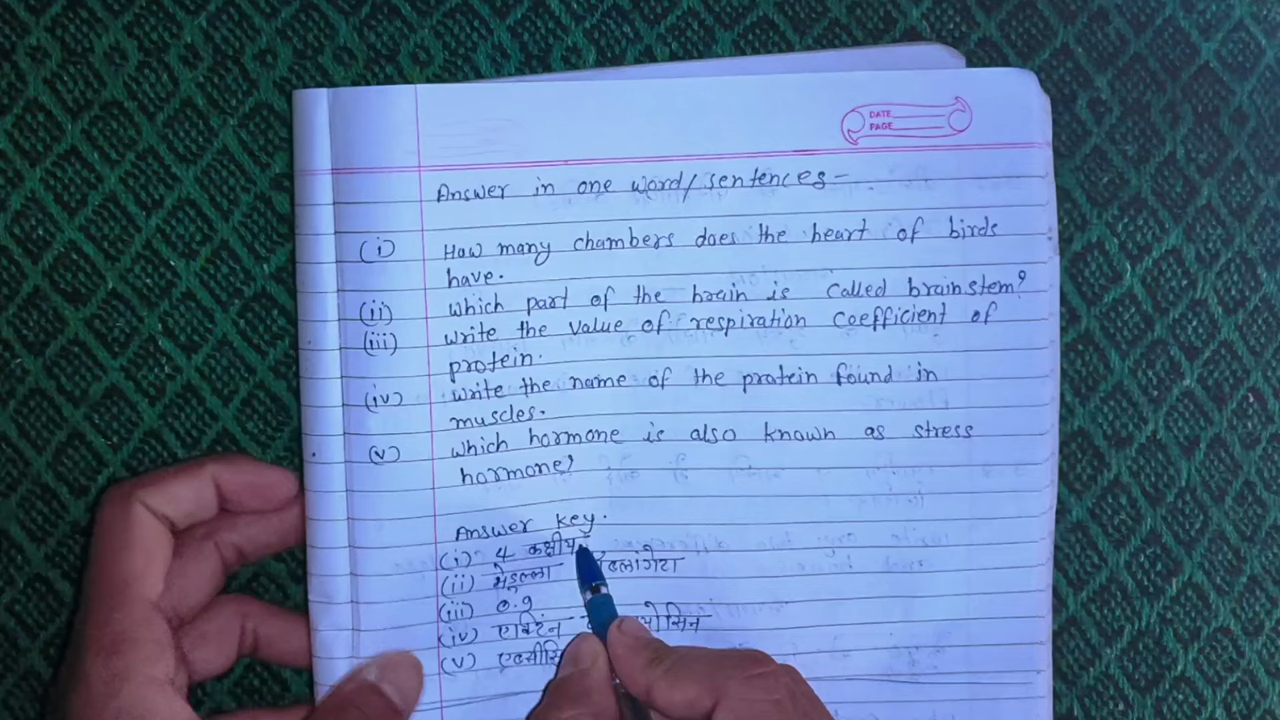 DATE
PAGE
Answer in one word/sentences-
(i) How many chambers does the heart of birds
have.
(ii) which part of the brain is called brainstem?
(iii) write the value of respiration coefficient of
protein.
(iv) write the name of the protein found in
muscles.
(v) which hormone is also known as stress
hormone?
Answer key.
(i) 4 कक्षीय
(ii) मेडुल्ला
(iii) 0.9
(iv) एक्टिन
(v)